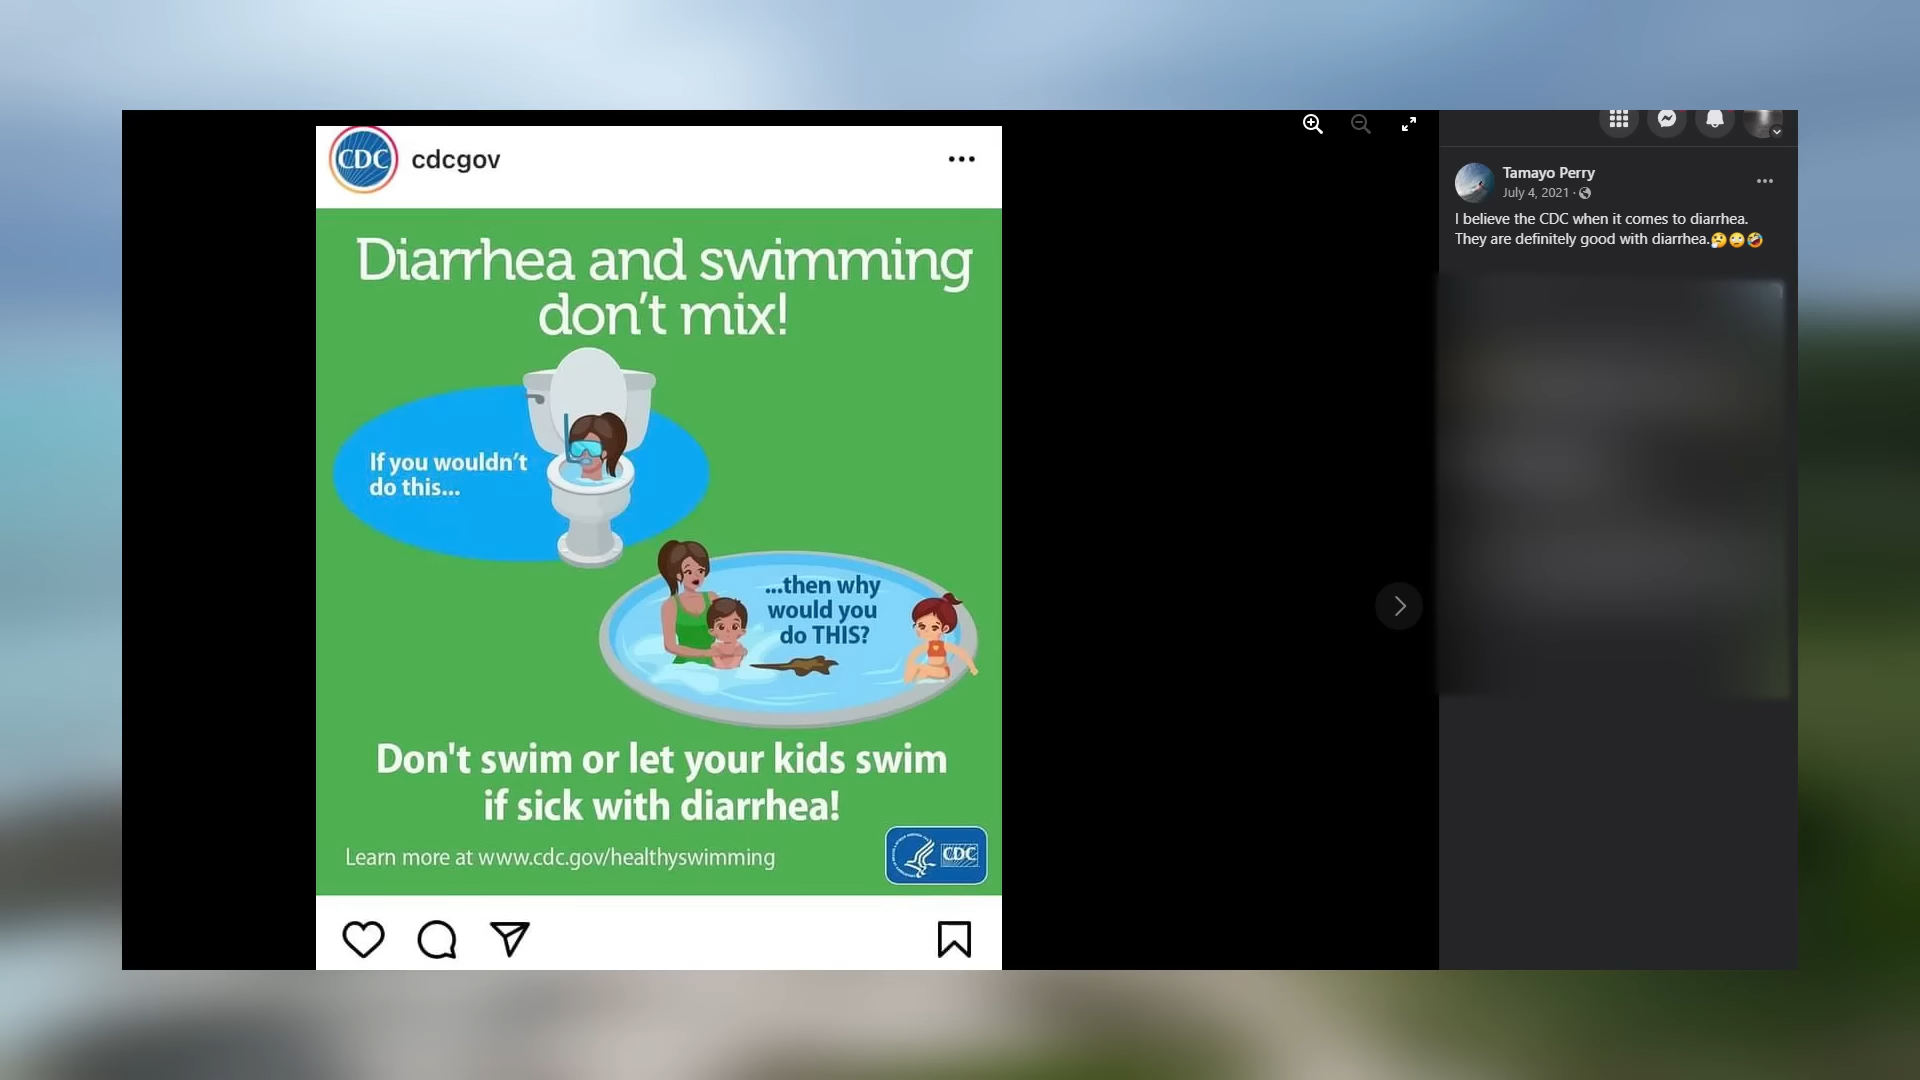 CDC
cdcgov
Diarrhea and swimming
don't mix!
If you wouldn't
do this...
...then why
would you
do THIS?
Don't swim or let your kids swim
if sick with diarrhea!
Learn more at www.cdc.gov/healthyswimming
CDC
Tamayo Perry
July 4, 2021 ·
I believe the CDC when it comes to diarrhea.
They are definitely good with diarrhea.